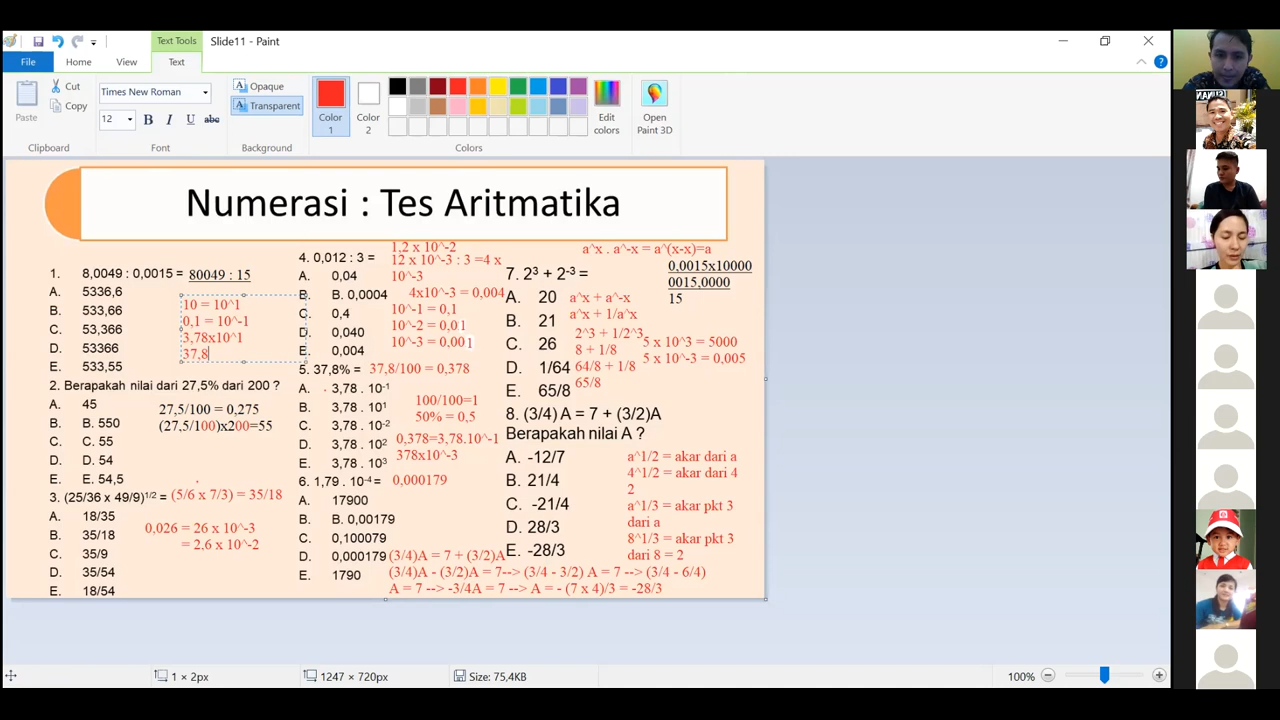 Text Tools
Slide11 - Paint
File
Home
View
Text
Paste
Cut
Copy
Clipboard
Times New Roman
12
B I U abc
Font
A Opaque
A Transparent
Background
Color 1
Color 2
Edit colors
Colors
Open Paint 3D
Numerasi : Tes Aritmatika
1. 8,0049 : 0,0015 = 80049 : 15
A. 5336,6
B. 533,66
C. 53,366
D. 53366
E. 533,55
10 = 10^1
0,1 = 10^-1
3,78x10^1
37,8
2. Berapakah nilai dari 27,5% dari 200 ?
A. 45
B. B. 550
C. C. 55
D. D. 54
E. E. 54,5
27,5/100 = 0,275
(27,5/100)x200=55
3. (25/36 x 49/9)1/2 = (5/6 x 7/3) = 35/18
A. 18/35
B. 35/18
C. 35/9
D. 35/54
E. 18/54
0,026 = 26 x 10^-3
= 2.6 x 10^-2
4. 0,012 : 3 =
A. 0,04
B. B. 0,0004
C. 0,4
D. 0,040
E. 0,004
1,2 x 10^-2
12 x 10^-3 : 3 =4 x
10^-3
4x10^-3 = 0,004
10^-1 = 0,1
10^-2 = 0,01
10^-3 = 0,001
5. 37,8% = 37,8/100 = 0,378
A. 3,78 . 10-1
B. 3,78 . 101
C. 3,78 . 10-2
D. 3,78 . 102
E. 3,78 . 103
100/100=1
50% = 0,5
0,378=3,78.10^-1
378x10^-3
6. 1,79 . 10-4 = 0,000179
A. 17900
B. B. 0,00179
C. 0,100079
D. 0,000179
E. 1790
a^x . a^-x = a^(x-x)=a
7. 23 + 2-3 =
A. 20
B. 21
C. 26
D. 1/64
E. 65/8
a^x + a^-x
a^x + 1/a^x
2^3 + 1/2^3
8 + 1/8
64/8 + 1/8
65/8
0,0015x10000
0015,0000
15
5 x 10^3 = 5000
5 x 10^-3 = 0,005
8. (3/4) A = 7 + (3/2)A
Berapakah nilai A ?
A. -12/7
B. 21/4
C. -21/4
D. 28/3
E. -28/3
a^1/2 = akar dari a
4^1/2 = akar dari 4
2
a^1/3 = akar pkt 3
dari a
8^1/3 = akar pkt 3
dari 8 = 2
(3/4)A = 7 + (3/2)A
(3/4)A - (3/2)A = 7--> (3/4 - 3/2) A = 7 --> (3/4 - 6/4)
A = 7 --> -3/4A = 7 --> A = - (7 x 4)/3 = -28/3
1 × 2px
1247 × 720px
Size: 75,4KB
100%